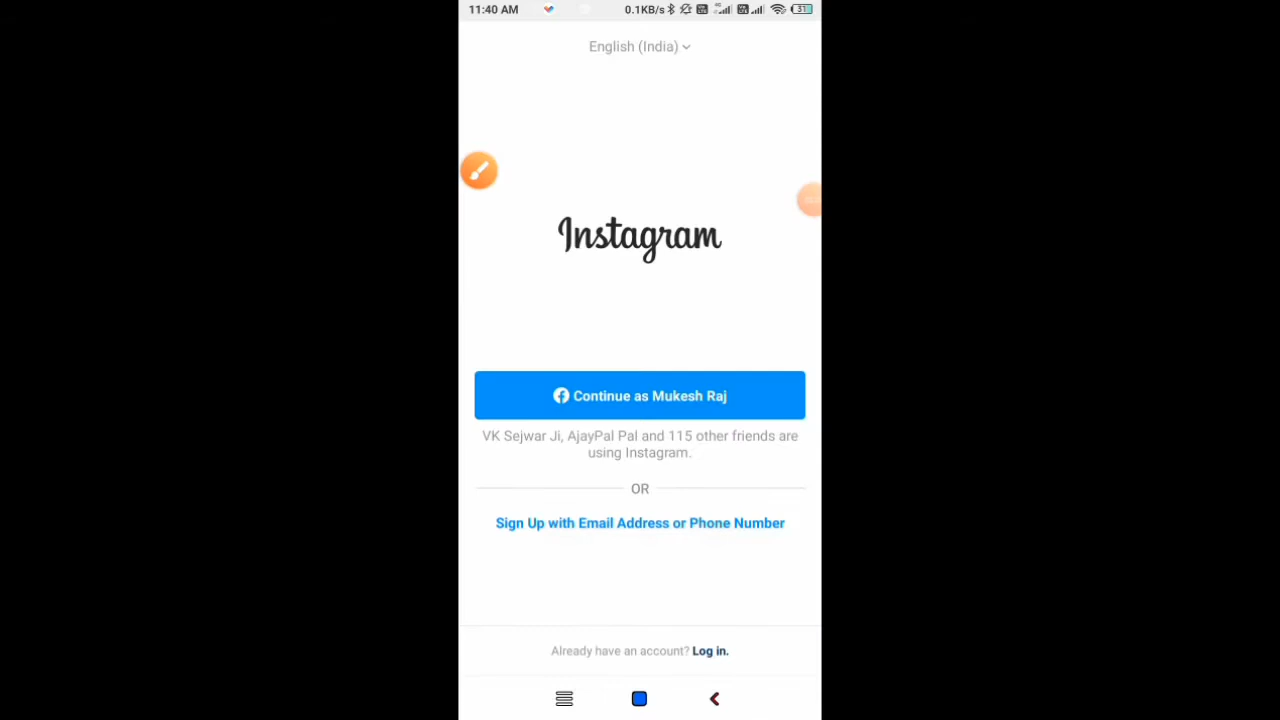 11:40 AM 0.1KB/s 31
English (India)
Instagram
Continue as Mukesh Raj
VK Sejwar Ji, AjayPal Pal and 115 other friends are
using Instagram.
OR
Sign Up with Email Address or Phone Number
Already have an account? Log in.